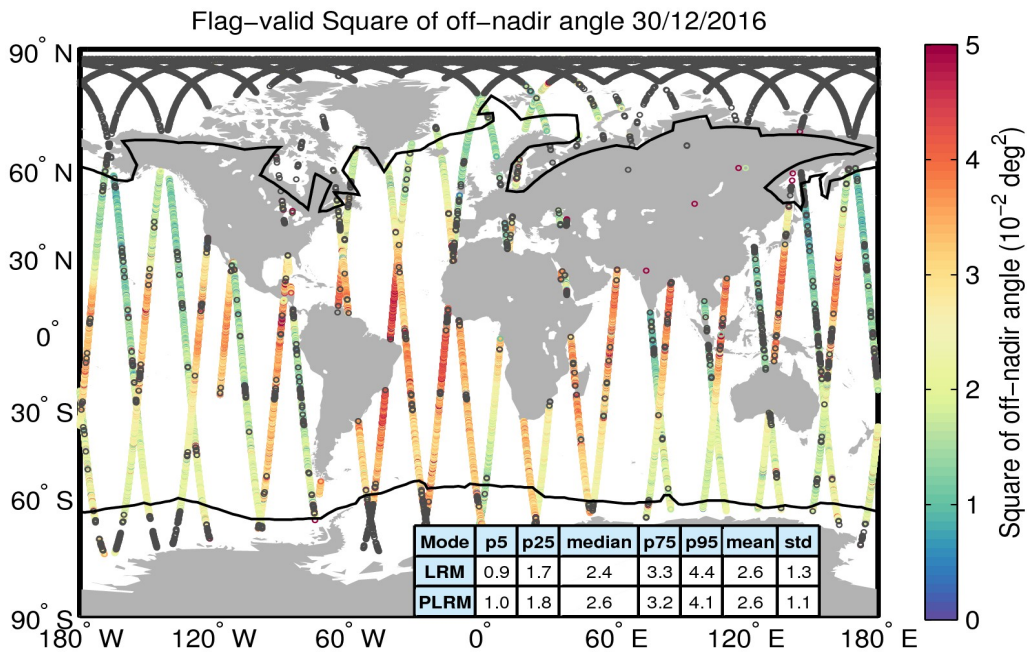 Flag−valid Square of off−nadir angle 30/12/2016
90° N
60° N
30° N
0°
30° S
60° S
90° S
180° W
120° W
60° W
0°
60° E
120° E
180° E
Mode p5 p25 median p75 p95 mean std
LRM 0.9 1.7 2.4 3.3 4.4 2.6 1.3
PLRM 1.0 1.8 2.6 3.2 4.1 2.6 1.1
5
4
3
2
1
0
Square of off−nadir angle (10⁻² deg²)